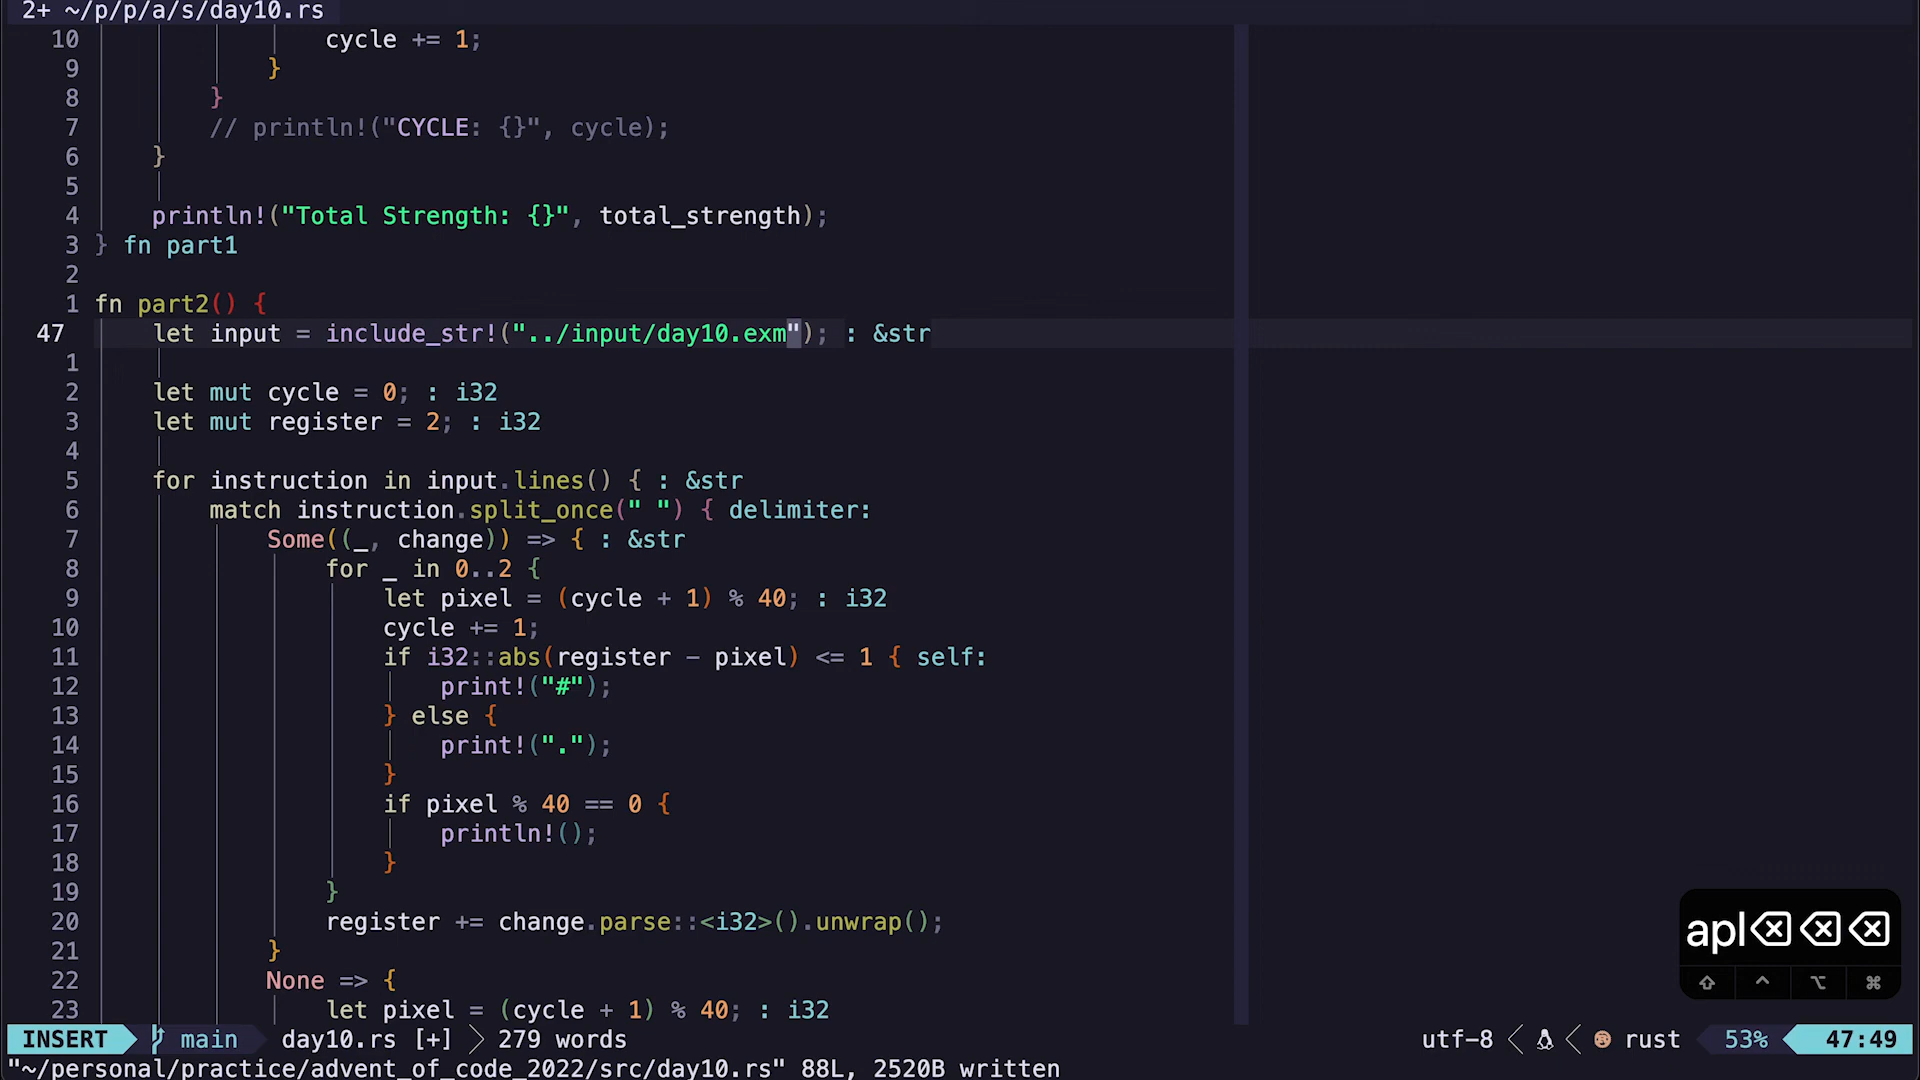 2+ ~/p/p/a/s/day10.rs
10 cycle += 1;
9 }
8 }
7 // println!("CYCLE: {}", cycle);
6 }
5
4 println!("Total Strength: {}", total_strength);
3 } fn part1
2
1 fn part2() {
47 let input = include_str!("../input/day10.exm"); : &str
1
2 let mut cycle = 0; : i32
3 let mut register = 2; : i32
4
5 for instruction in input.lines() { : &str
6 match instruction.split_once(" ") { delimiter:
7 Some((_, change)) => { : &str
8 for _ in 0..2 {
9 let pixel = (cycle + 1) % 40; : i32
10 cycle += 1;
11 if i32::abs(register - pixel) <= 1 { self:
12 print!("#");
13 } else {
14 print!(".");
15 }
16 if pixel % 40 == 0 {
17 println!();
18 }
19 }
20 register += change.parse::<i32>().unwrap();
21 }
22 None => {
23 let pixel = (cycle + 1) % 40; : i32
apl⌫⌫⌫
⇧ ^ ⌥ ⌘
INSERT main day10.rs [+] 279 words utf-8 rust 53% 47:49
"~/personal/practice/advent_of_code_2022/src/day10.rs" 88L, 2520B written